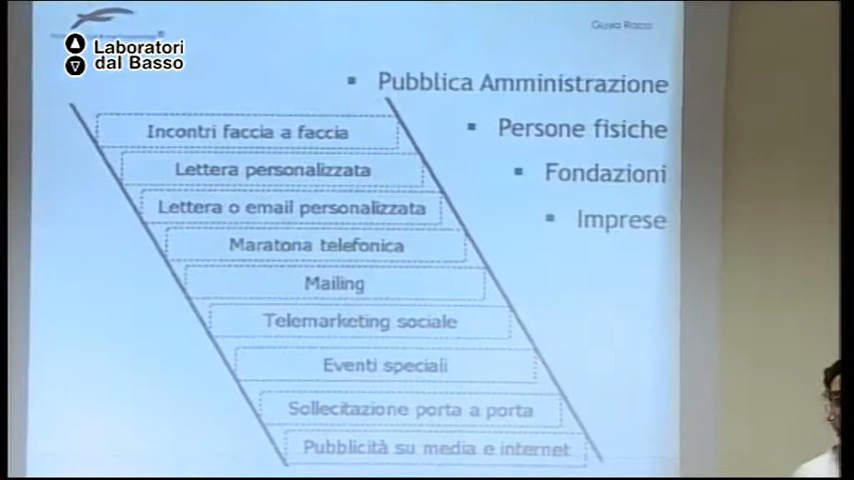 Laboratori
dal Basso
Pubblica Amministrazione
Persone fisiche
Fondazioni
Imprese
Incontri faccia a faccia
Lettera personalizzata
Lettera o email personalizzata
Maratona telefonica
Mailing
Telemarketing sociale
Eventi speciali
Sollecitazione porta a porta
Pubblicità su media e internet